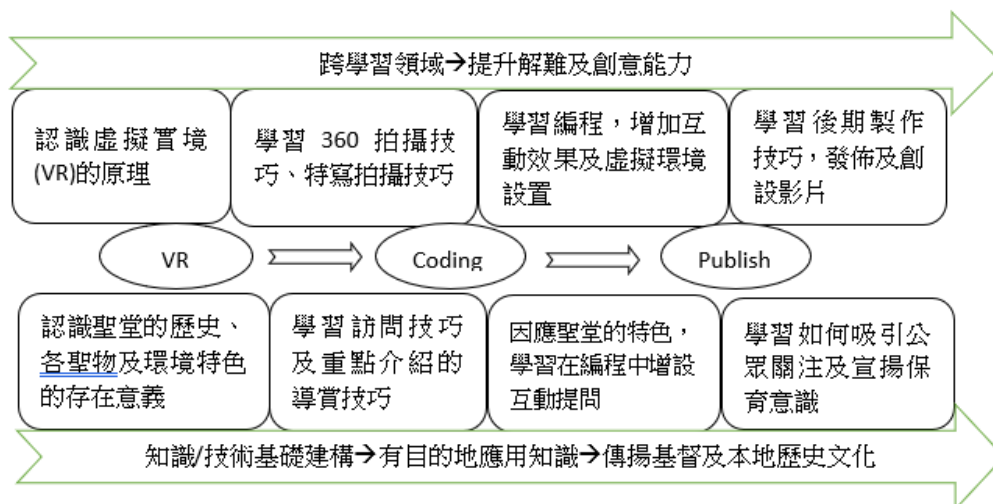 跨學習領域→提升解難及創意能力
認識虛擬實境
(VR)的原理
學習 360 拍攝技
巧、特寫拍攝技巧
學習編程，增加互
動效果及虛擬環境
設置
學習後期製作
技巧，發佈及創
設影片
VR
Coding
Publish
認識聖堂的歷史、
各聖物及環境特色
的存在意義
學習訪問技巧
及重點介紹的
導賞技巧
因應聖堂的特色，
學習在編程中增設
互動提問
學習如何吸引公
眾關注及宣揚保
育意識
知識/技術基礎建構→有目的地應用知識→傳揚基督及本地歷史文化